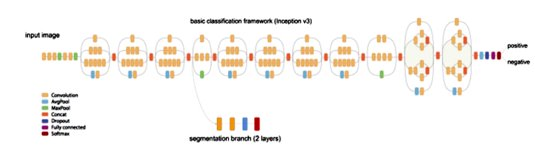 basic classification framework (Inception v3)
input image
positive
negative
Convolution
AvgPool
MaxPool
Concat
Dropout
Fully connected
Softmax
segmentation branch (2 layers)